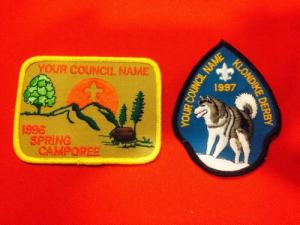 YOUR COUNCIL NAME
1996
SPRING
CAMPOREE
YOUR COUNCIL NAME
KLONDIKE DERBY
1997